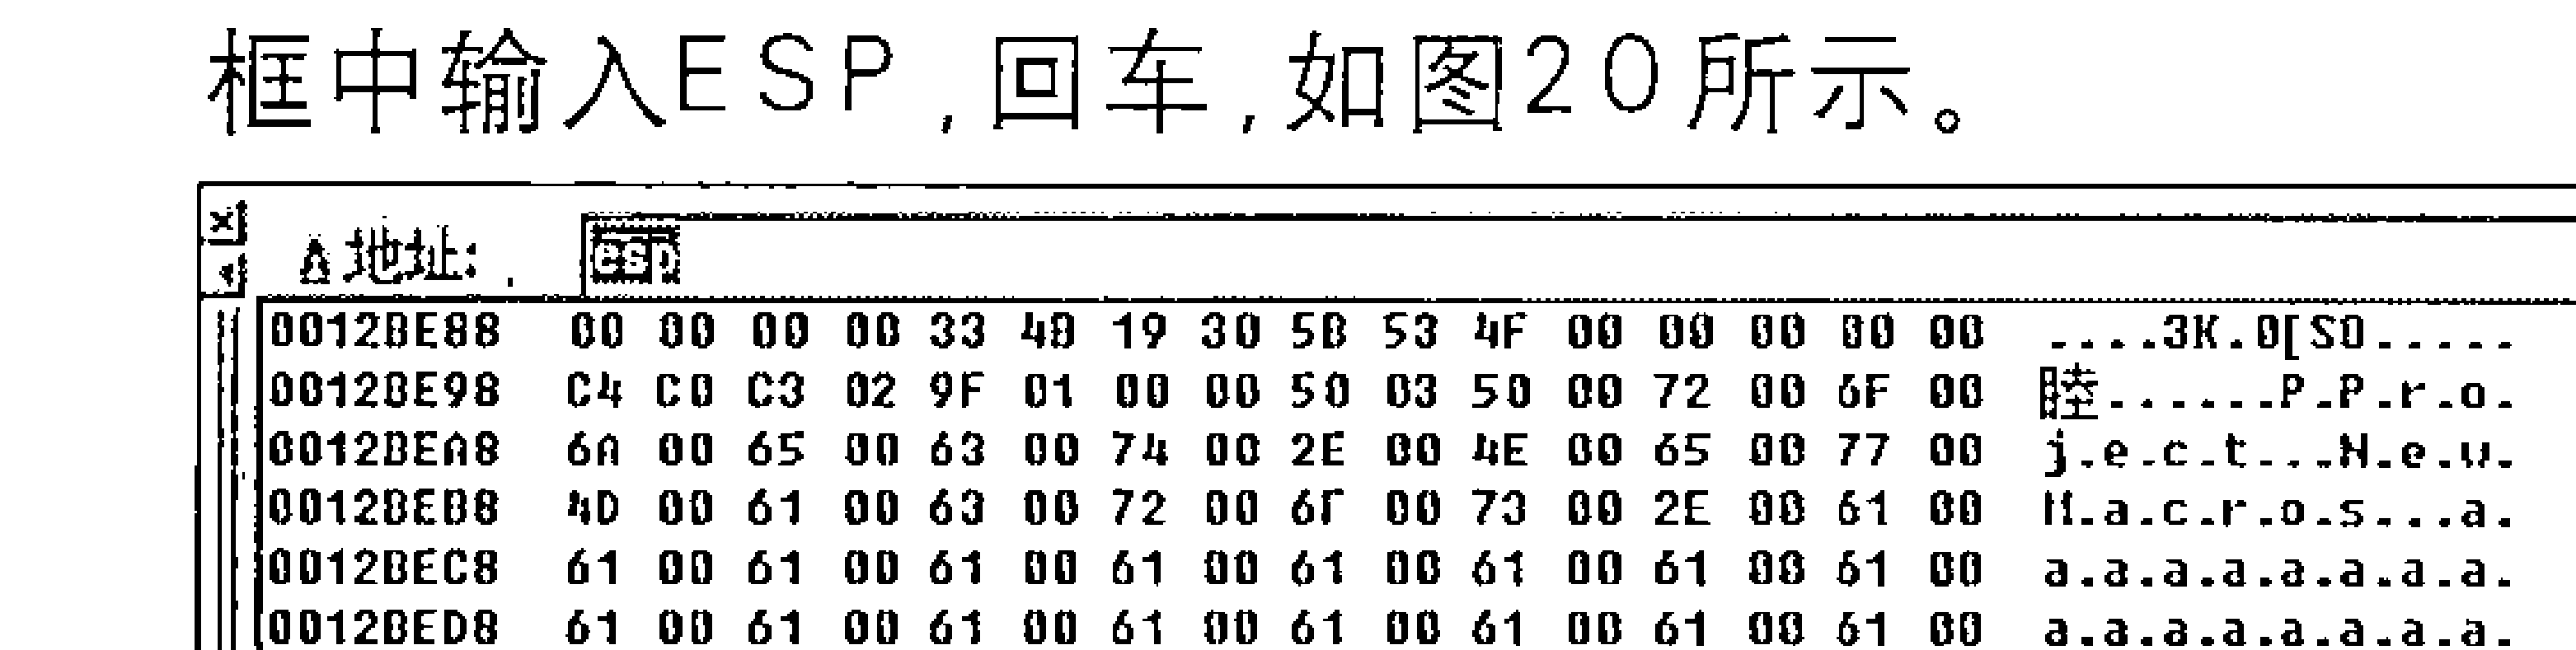 框中输入ESP,回车,如图20所示。
地址: esp
0012BE88 00 00 00 00 33 4B 19 30 5B 53 4F 00 00 00 00 00 ....3K.0[SO.....
0012BE98 C4 C0 C3 02 9F 01 00 00 50 03 50 00 72 00 6F 00 睦......P.P.r.o.
0012BEA8 6A 00 65 00 63 00 74 00 2E 00 4E 00 65 00 77 00 j.e.c.t...N.e.w.
0012BEB8 4D 00 61 00 63 00 72 00 6F 00 73 00 2E 00 61 00 M.a.c.r.o.s...a.
0012BEC8 61 00 61 00 61 00 61 00 61 00 61 00 61 00 61 00 a.a.a.a.a.a.a.a.
0012BED8 61 00 61 00 61 00 61 00 61 00 61 00 61 00 61 00 a.a.a.a.a.a.a.a.